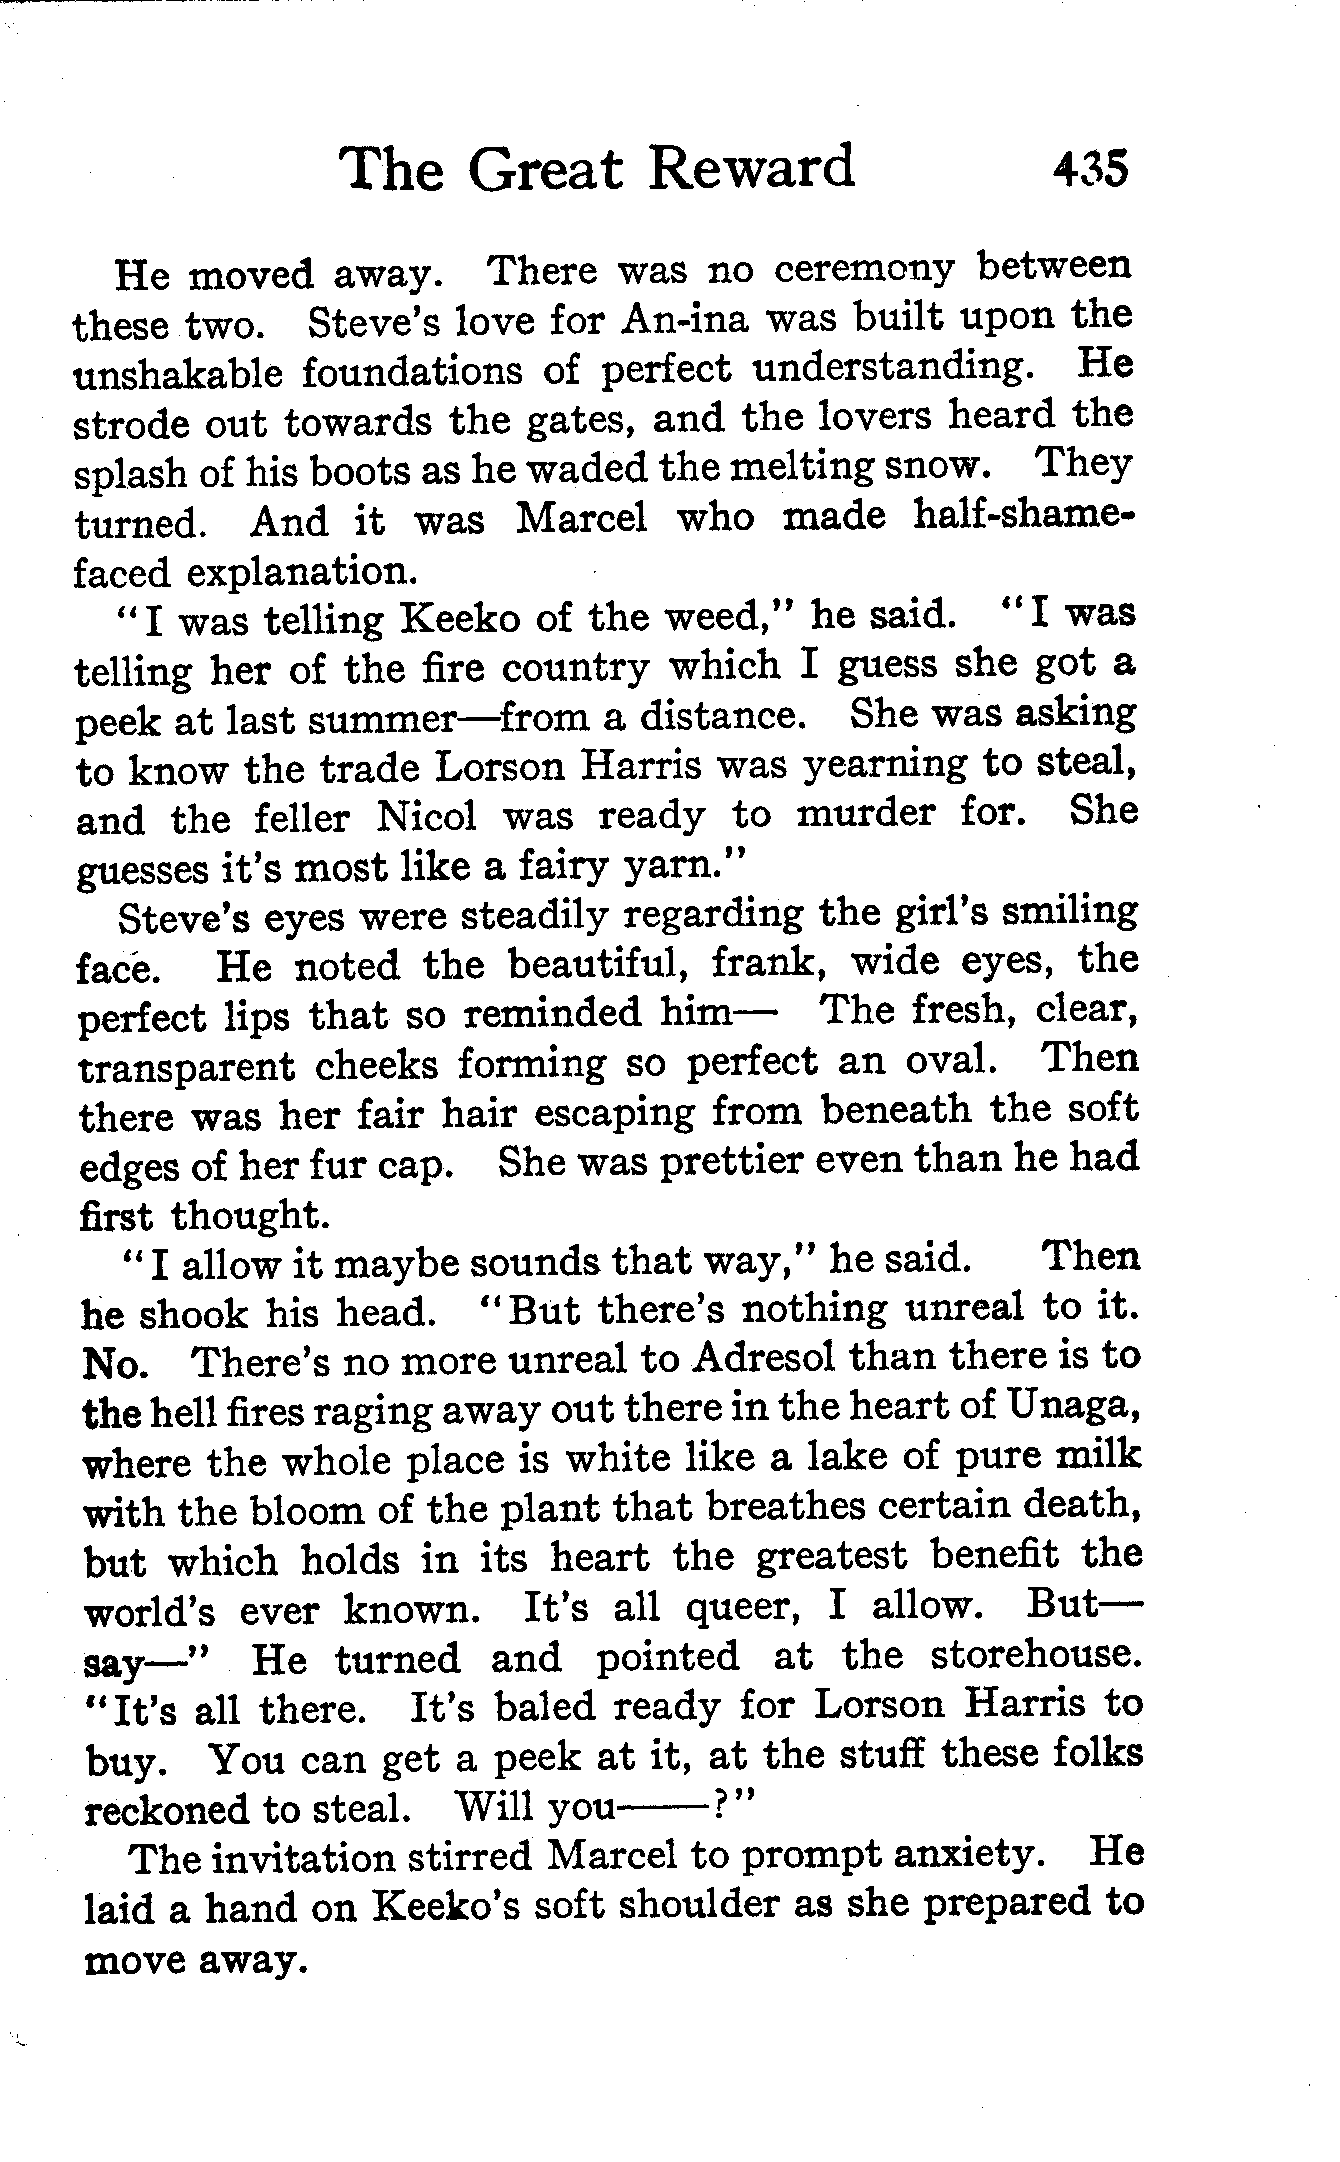 The Great Reward 435
He moved away. There was no ceremony between
these two. Steve's love for An-ina was built upon the
unshakable foundations of perfect understanding. He
strode out towards the gates, and the lovers heard the
splash of his boots as he waded the melting snow. They
turned. And it was Marcel who made half-shame-
faced explanation.
"I was telling Keeko of the weed," he said. "I was
telling her of the fire country which I guess she got a
peek at last summer—from a distance. She was asking
to know the trade Lorson Harris was yearning to steal,
and the feller Nicol was ready to murder for. She
guesses it's most like a fairy yarn."
Steve's eyes were steadily regarding the girl's smiling
face. He noted the beautiful, frank, wide eyes, the
perfect lips that so reminded him— The fresh, clear,
transparent cheeks forming so perfect an oval. Then
there was her fair hair escaping from beneath the soft
edges of her fur cap. She was prettier even than he had
first thought.
"I allow it maybe sounds that way," he said. Then
he shook his head. "But there's nothing unreal to it.
No. There's no more unreal to Adresol than there is to
the hell fires raging away out there in the heart of Unaga,
where the whole place is white like a lake of pure milk
with the bloom of the plant that breathes certain death,
but which holds in its heart the greatest benefit the
world's ever known. It's all queer, I allow. But—
say—" He turned and pointed at the storehouse.
"It's all there. It's baled ready for Lorson Harris to
buy. You can get a peek at it, at the stuff these folks
reckoned to steal. Will you——?"
The invitation stirred Marcel to prompt anxiety. He
laid a hand on Keeko's soft shoulder as she prepared to
move away.